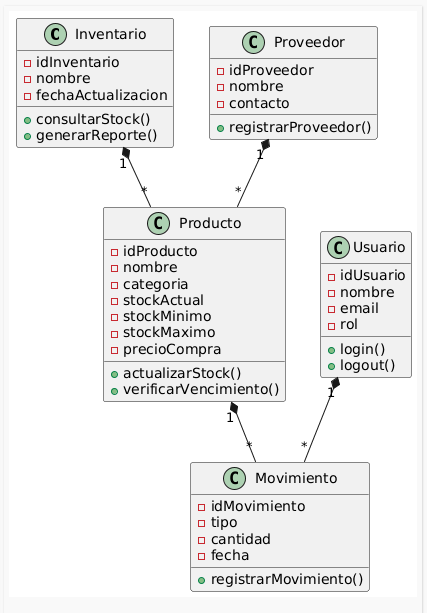 C Inventario
idInventario
nombre
fechaActualizacion
consultarStock()
generarReporte()
C Proveedor
idProveedor
nombre
contacto
registrarProveedor()
1
1
*
*
C Producto
idProducto
nombre
categoria
stockActual
stockMinimo
stockMaximo
precioCompra
actualizarStock()
verificarVencimiento()
C Usuario
idUsuario
nombre
email
rol
login()
logout()
1
1
*
*
C Movimiento
idMovimiento
tipo
cantidad
fecha
registrarMovimiento()